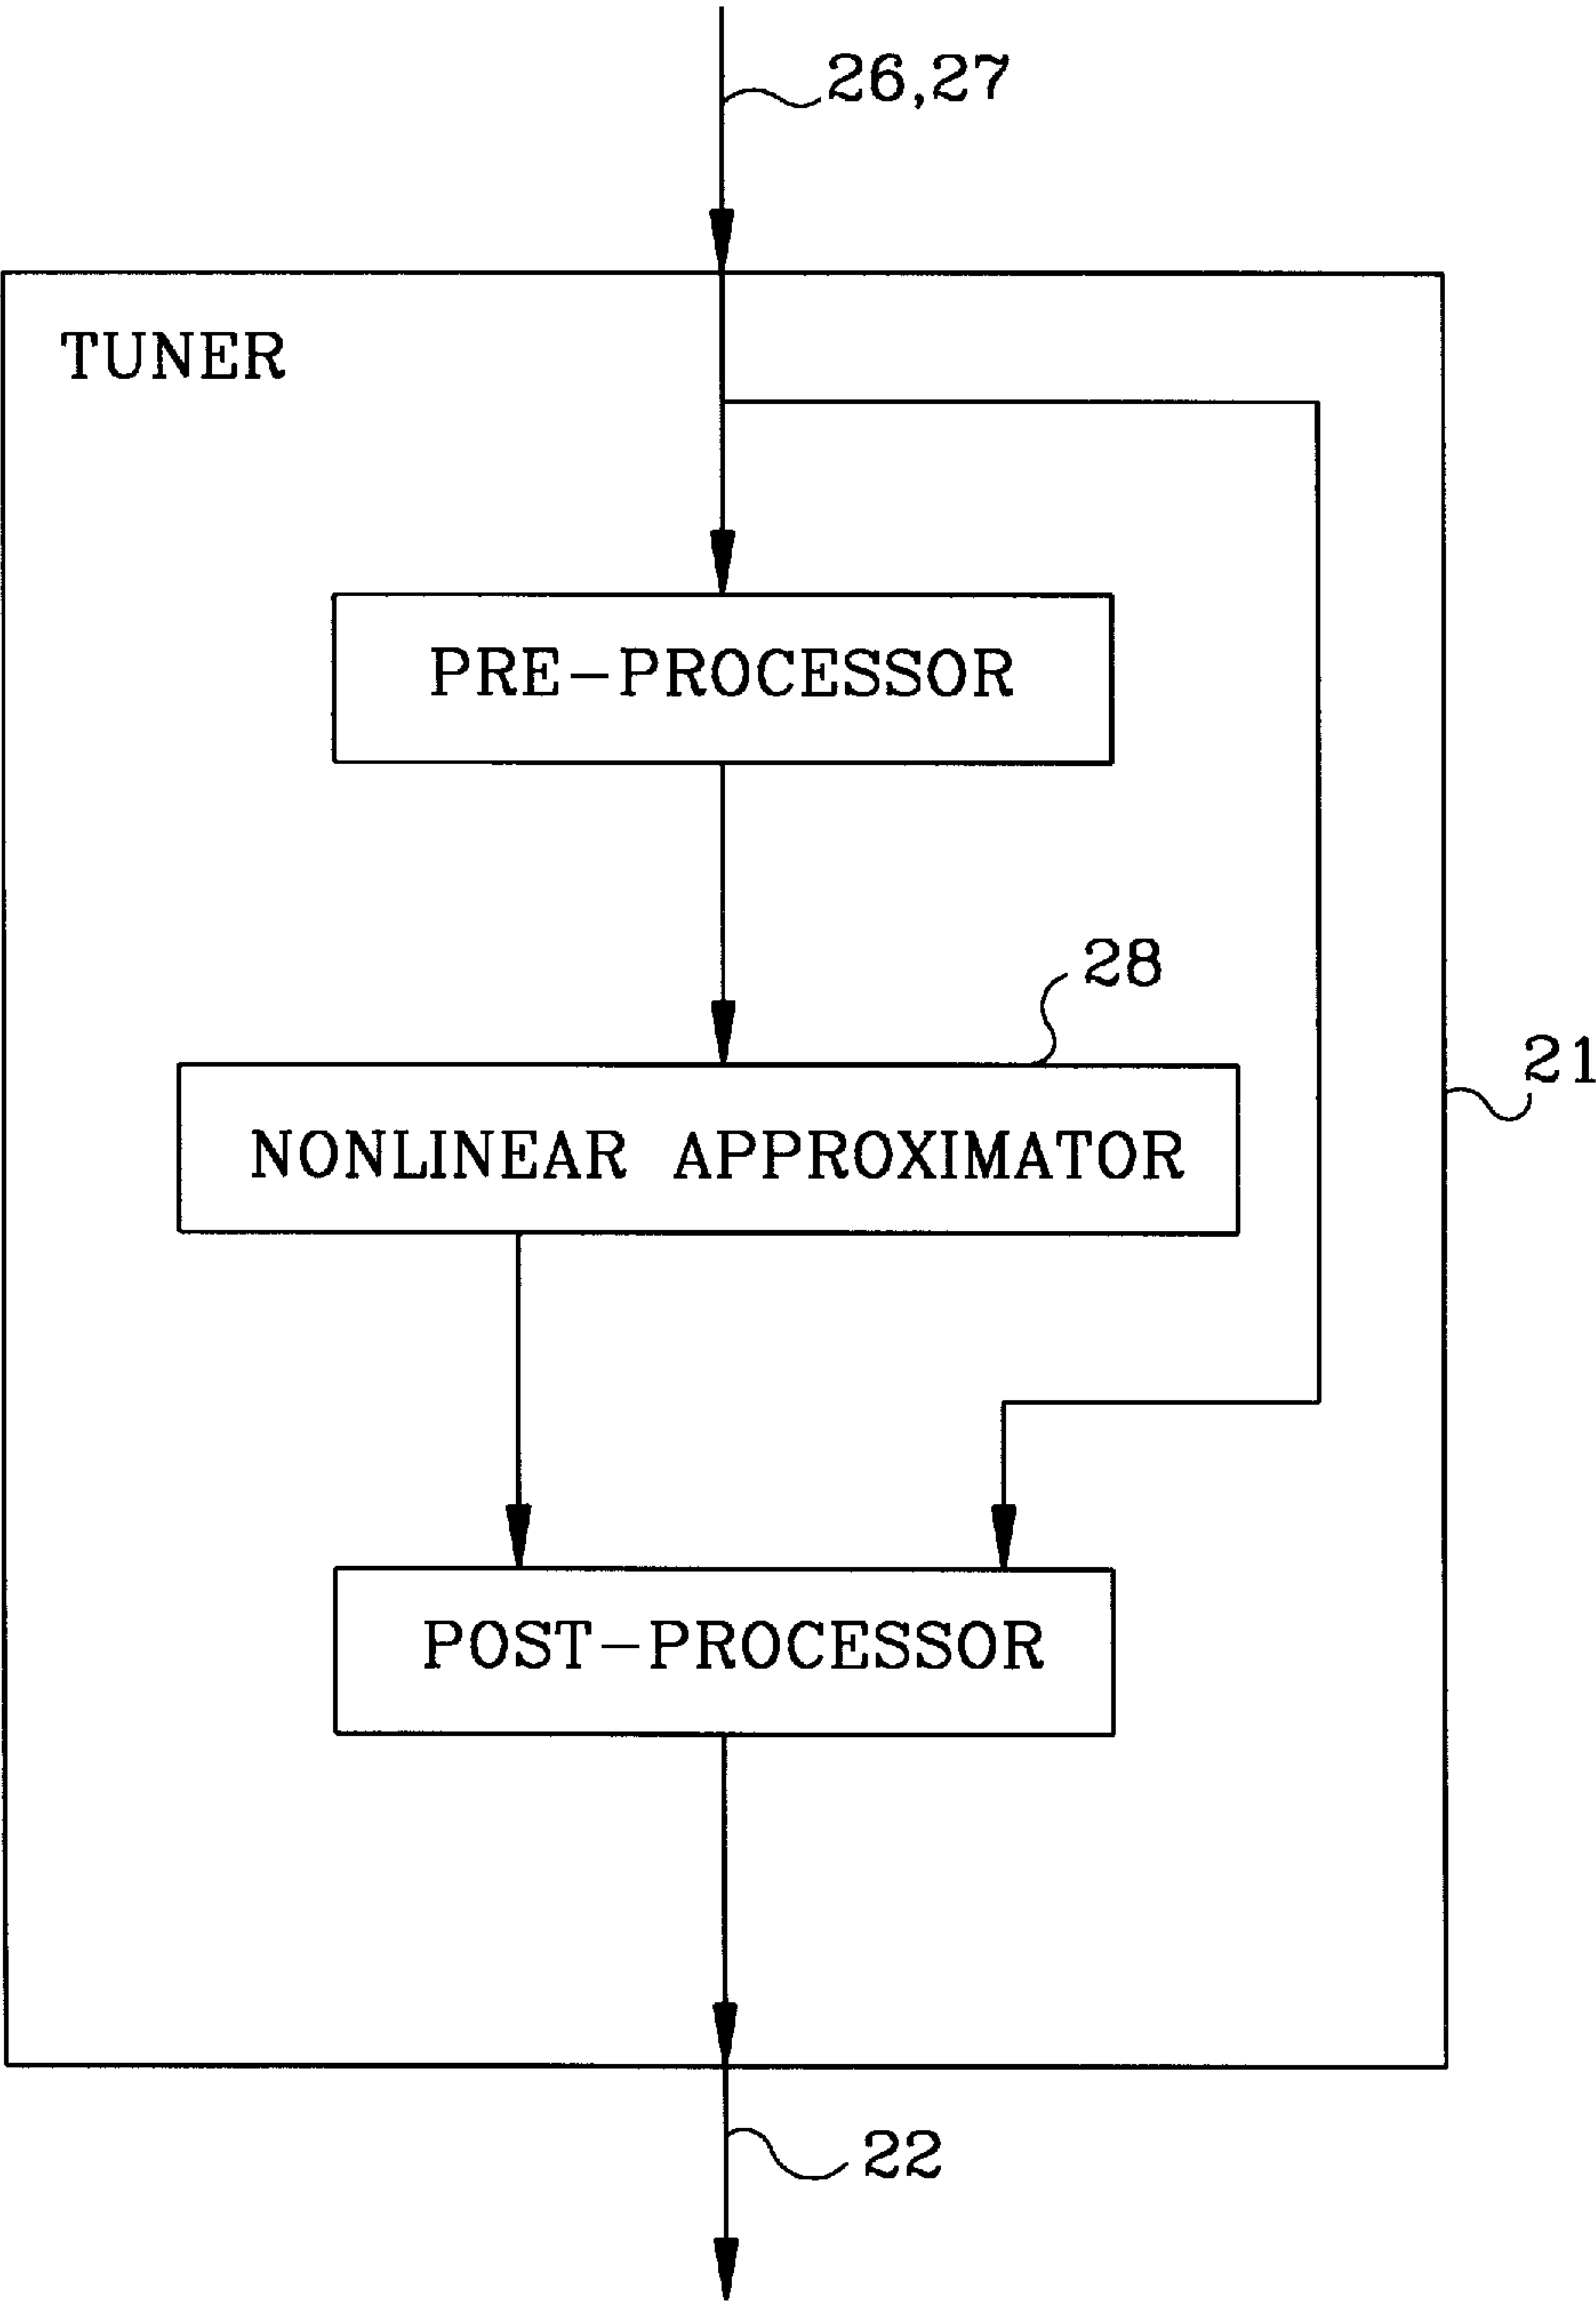 26,27
TUNER
PRE-PROCESSOR
28
21
NONLINEAR APPROXIMATOR
POST-PROCESSOR
22